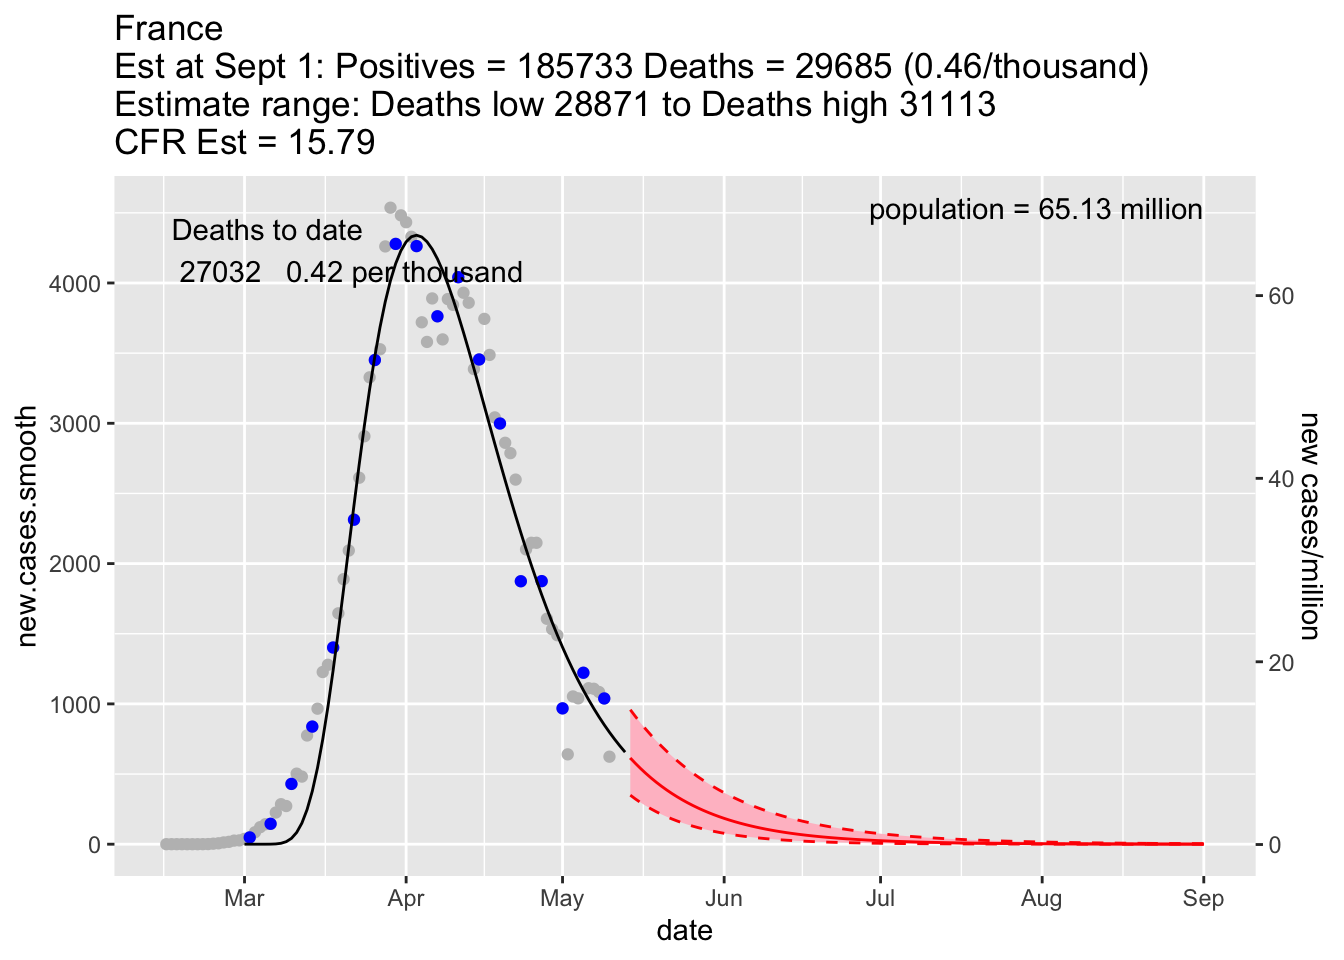 France
Est at Sept 1: Positives = 185733 Deaths = 29685 (0.46/thousand)
Estimate range: Deaths low 28871 to Deaths high 31113
CFR Est = 15.79
population = 65.13 million
Deaths to date
27032 0.42 per thousand
4000
3000
2000
1000
0
new.cases.smooth
60
40
20
0
new cases/million
Mar Apr May Jun Jul Aug Sep
date